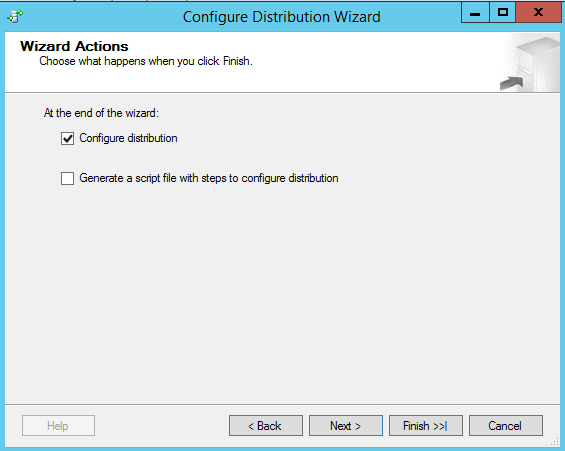 Configure Distribution Wizard
Wizard Actions
Choose what happens when you click Finish.
At the end of the wizard:
Configure distribution
Generate a script file with steps to configure distribution
Help
< Back
Next >
Finish >>|
Cancel